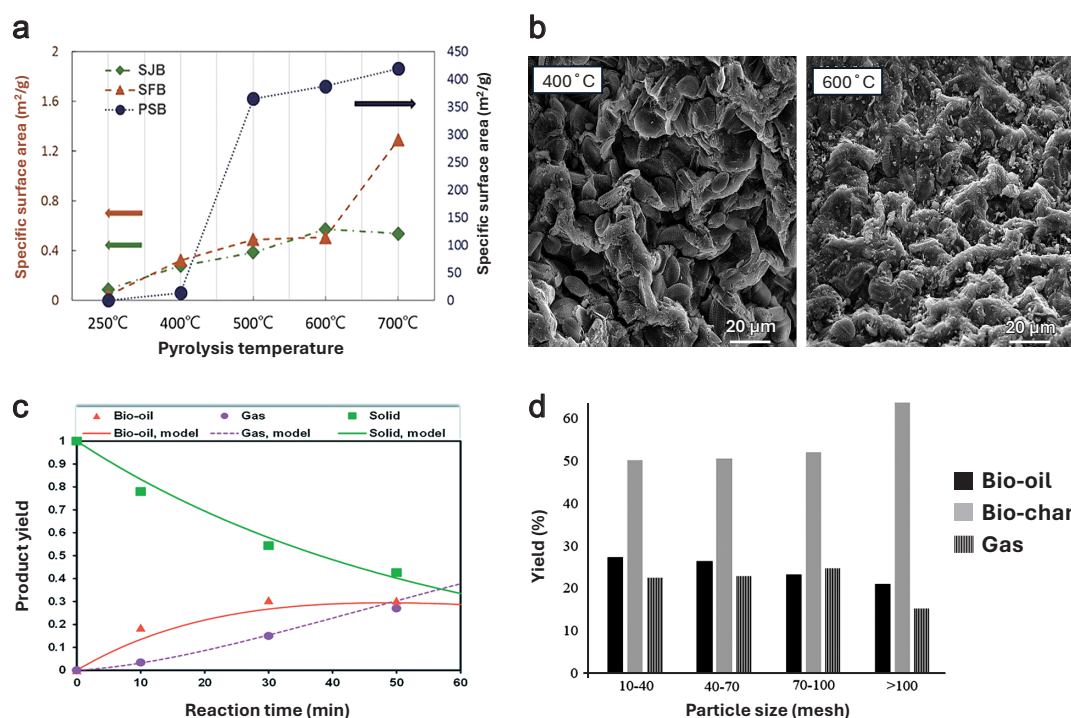 a
2
1.6
1.2
0.8
0.4
0
Specific surface area (m²/g)
SJB
SFB
PSB
450
400
350
300
250
200
150
100
50
0
Specific surface area (m²/g)
250°C
400°C
500°C
600°C
700°C
Pyrolysis temperature
b
400°C
20 µm
600°C
20 µm
c
Bio-oil
Gas
Solid
Bio-oil, model
Gas, model
Solid, model
1
0.9
0.8
0.7
0.6
0.5
0.4
0.3
0.2
0.1
0
Product yield
0
10
20
30
40
50
60
Reaction time (min)
d
60
50
40
30
20
10
0
Yield (%)
10-40
40-70
70-100
>100
Particle size (mesh)
Bio-oil
Bio-char
Gas